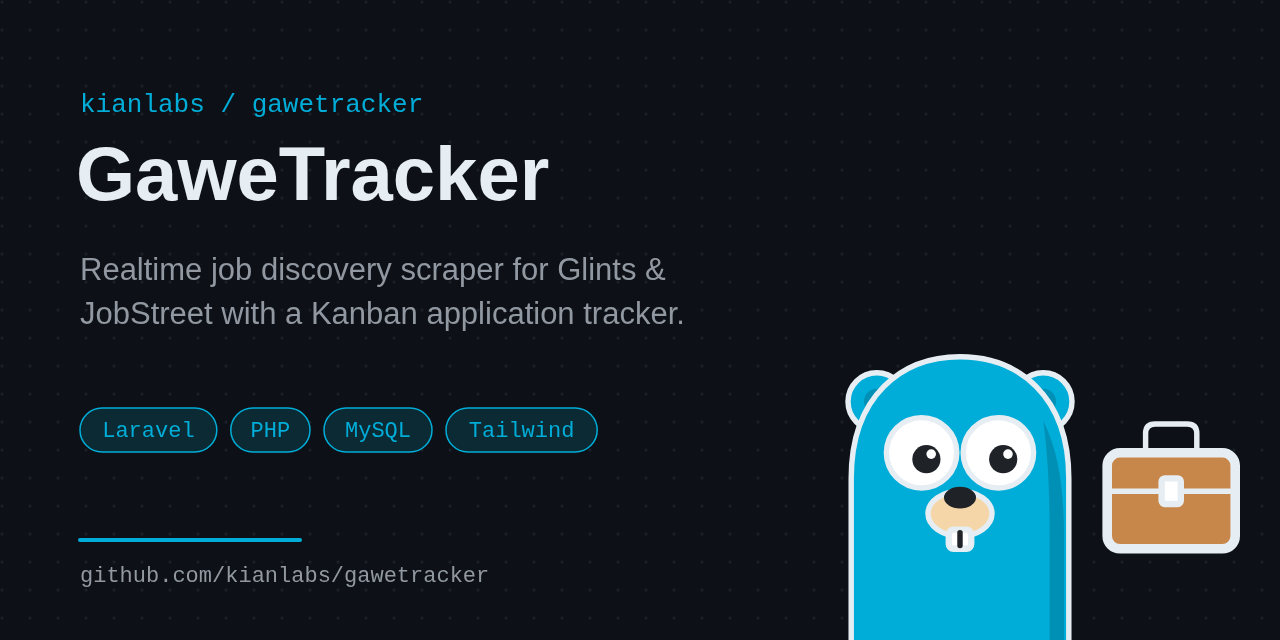 kianlabs / gawetracker
GaweTracker
Realtime job discovery scraper for Glints &
JobStreet with a Kanban application tracker.
Laravel PHP MySQL Tailwind
github.com/kianlabs/gawetracker